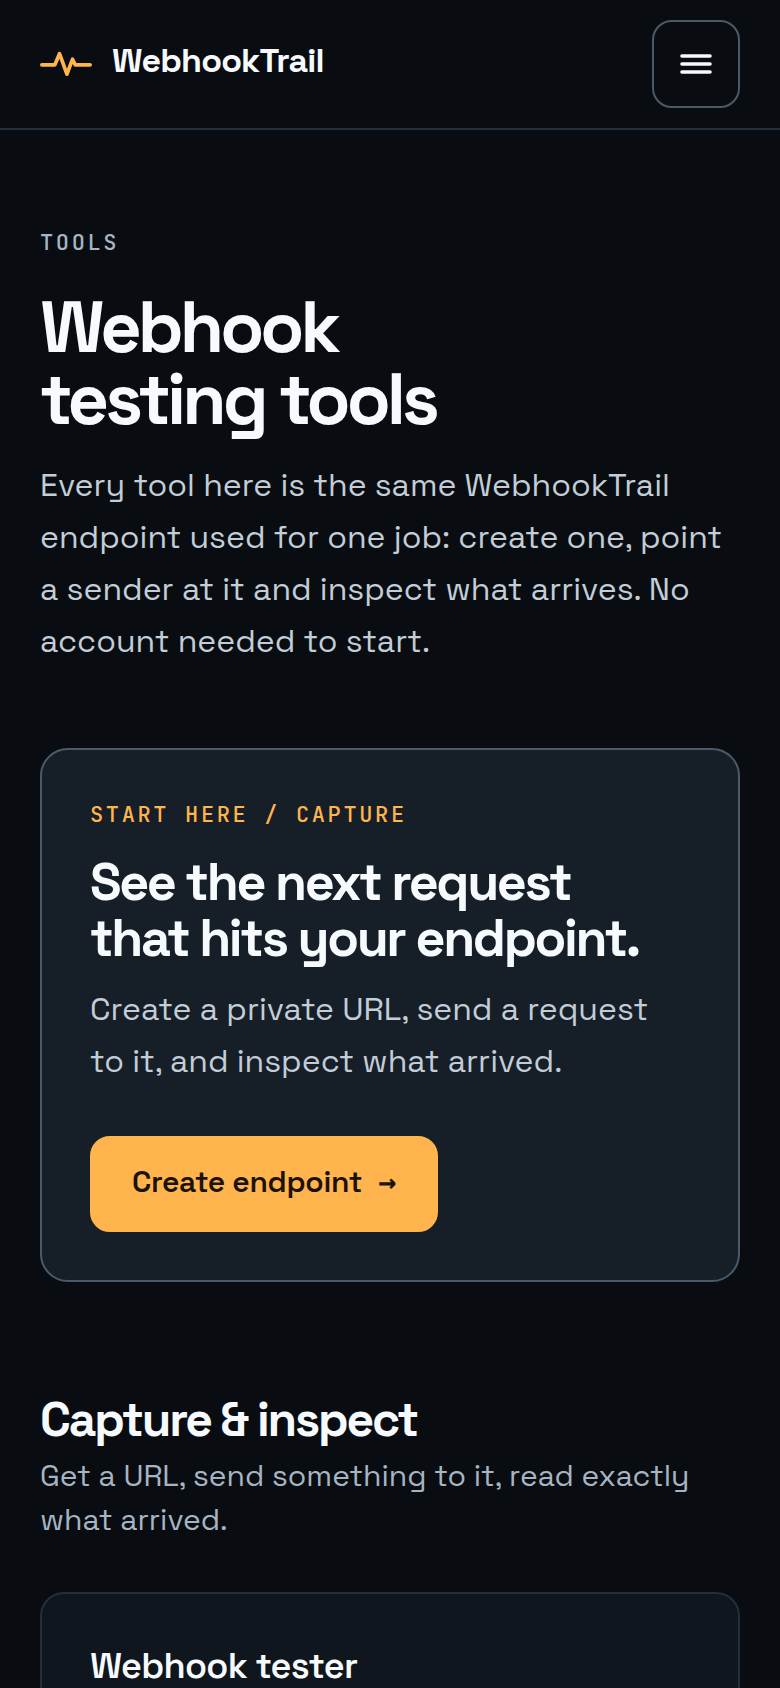 WebhookTrail
TOOLS
Webhook
testing tools
Every tool here is the same WebhookTrail
endpoint used for one job: create one, point
a sender at it and inspect what arrives. No
account needed to start.
START HERE / CAPTURE
See the next request
that hits your endpoint.
Create a private URL, send a request
to it, and inspect what arrived.
Create endpoint →
Capture & inspect
Get a URL, send something to it, read exactly
what arrived.
Webhook tester